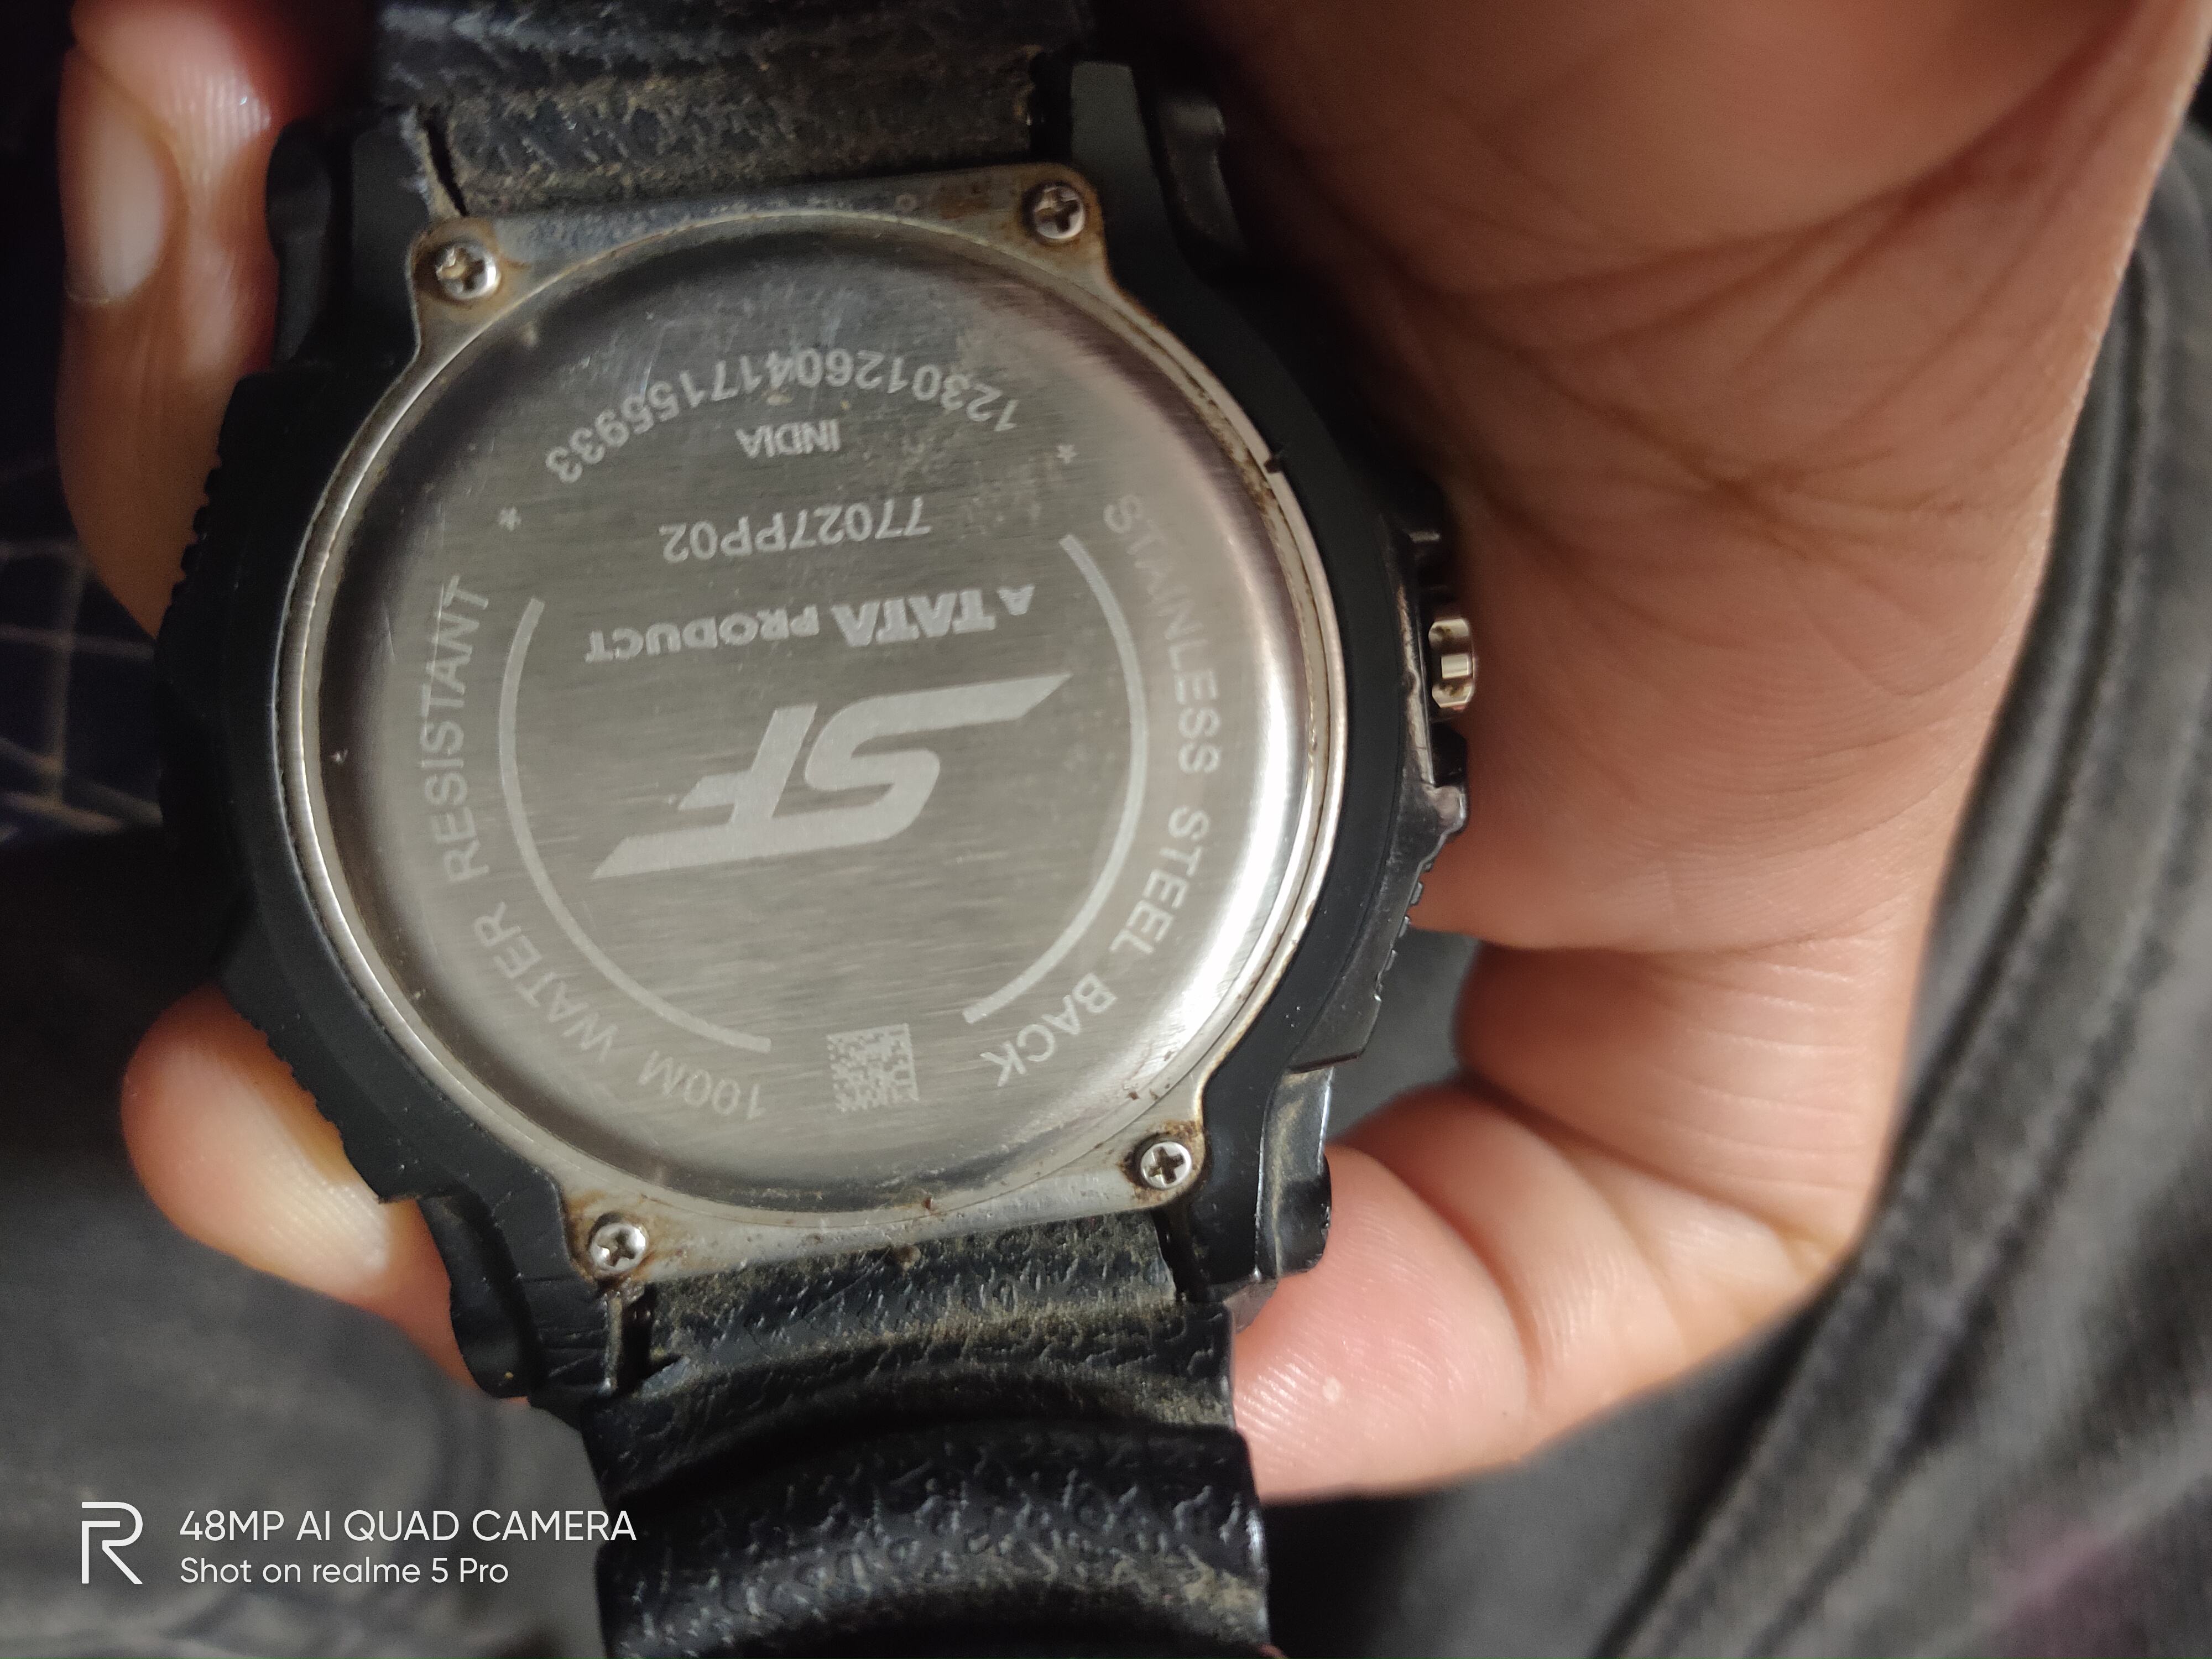 STAINLESS STEEL BACK
100M WATER RESISTANT
SF
A TATA PRODUCT
77027PP02
INDIA
* 12301260417155933 *
48MP AI QUAD CAMERA
Shot on realme 5 Pro